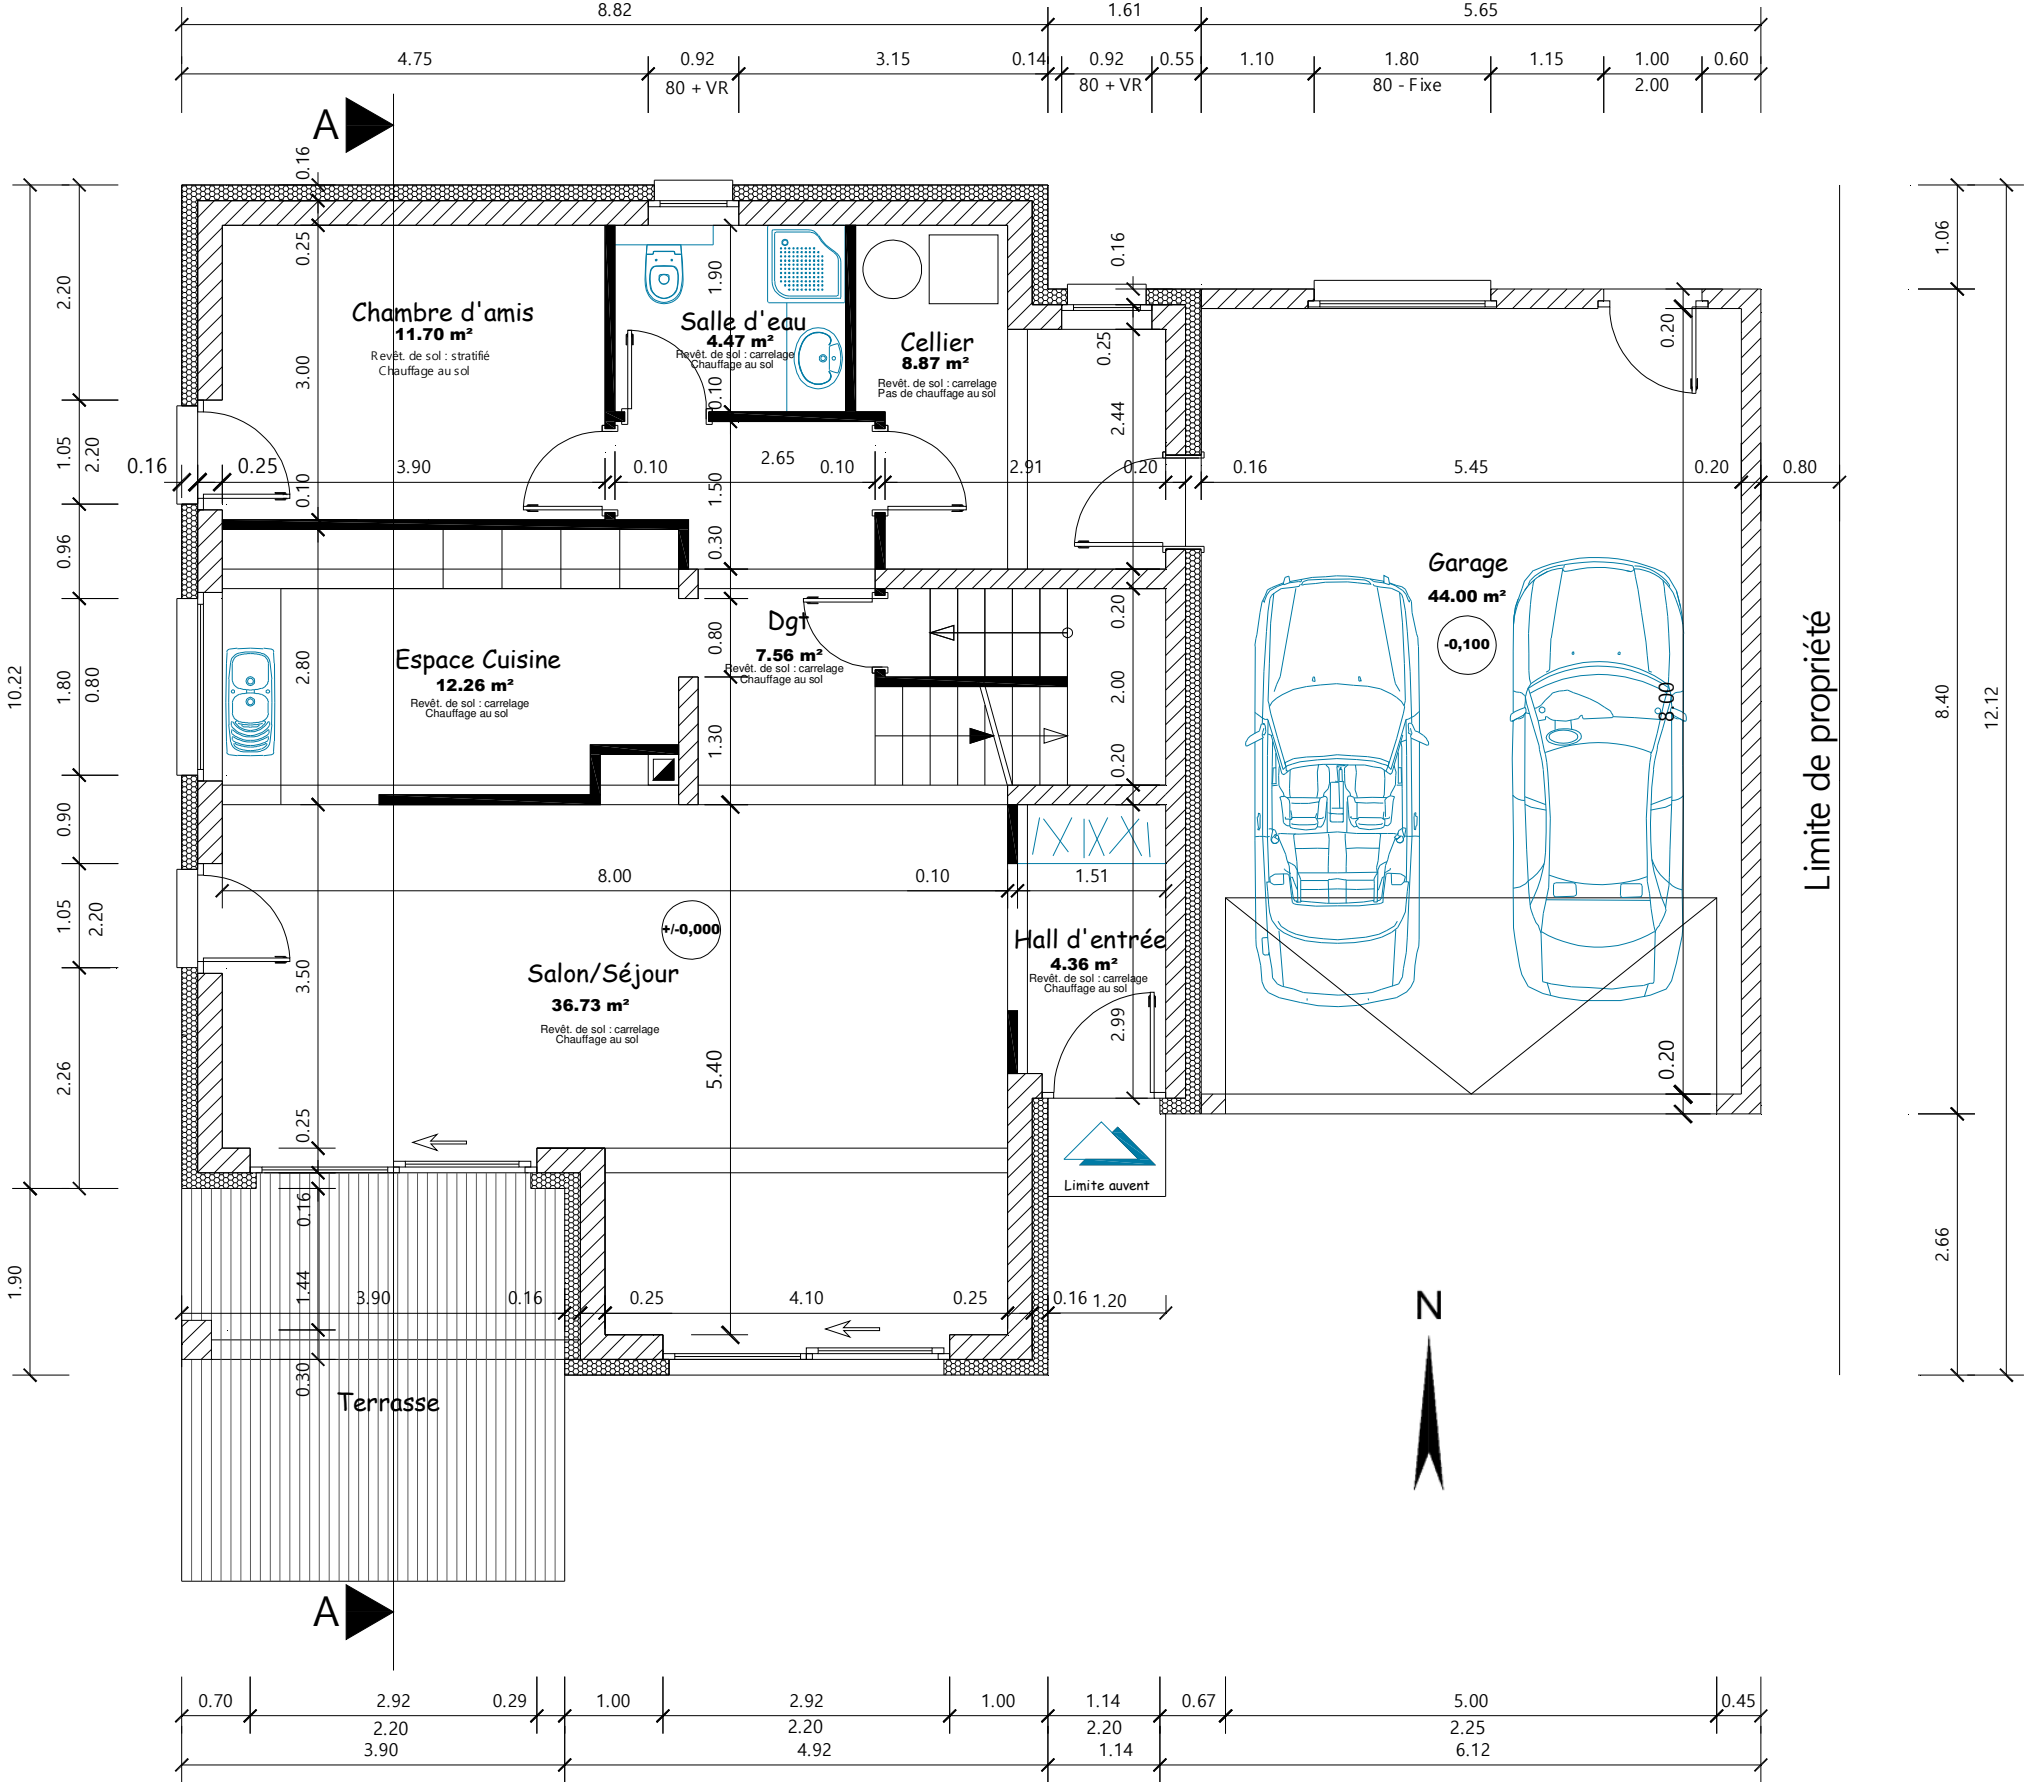 8.82 1.61 5.65
4.75 0.92 3.15 0.14 0.92 0.55 1.10 1.80 1.15 1.00 0.60
80 + VR 80 + VR 80 - Fixe 2.00
A
0.16
0.25
3.00
0.10
2.80
3.50
0.25
0.16
1.44
0.30
1.90
0.10
1.50
0.30
0.80
1.30
5.40
0.16
0.25
2.44
0.20
2.00
0.20
2.99
0.20
8.00
0.20
10.22
1.90
2.20
1.05
2.20
0.96
1.80
0.80
0.90
1.05
2.20
2.26
1.06
8.40
2.66
12.12
Chambre d'amis
11.70 m²
Revêt. de sol : stratifié
Chauffage au sol
Salle d'eau
4.47 m²
Revêt. de sol : carrelage
Chauffage au sol
Cellier
8.87 m²
Revêt. de sol : carrelage
Pas de chauffage au sol
0.16 0.25 3.90 0.10 2.65 0.10 2.91 0.20 0.16 5.45 0.20 0.80
Garage
44.00 m²
-0,100
Limite de propriété
Espace Cuisine
12.26 m²
Revêt. de sol : carrelage
Chauffage au sol
Dgt
7.56 m²
Revêt. de sol : carrelage
Chauffage au sol
8.00 0.10 1.51
+/-0,000
Salon/Séjour
36.73 m²
Revêt. de sol : carrelage
Chauffage au sol
Hall d'entrée
4.36 m²
Revêt. de sol : carrelage
Chauffage au sol
Limite auvent
3.90 0.16 0.25 4.10 0.25 0.16 1.20
N
Terrasse
A
0.70 2.92 0.29 1.00 2.92 1.00 1.14 0.67 5.00 0.45
2.20 2.20 2.20 2.25
3.90 4.92 1.14 6.12